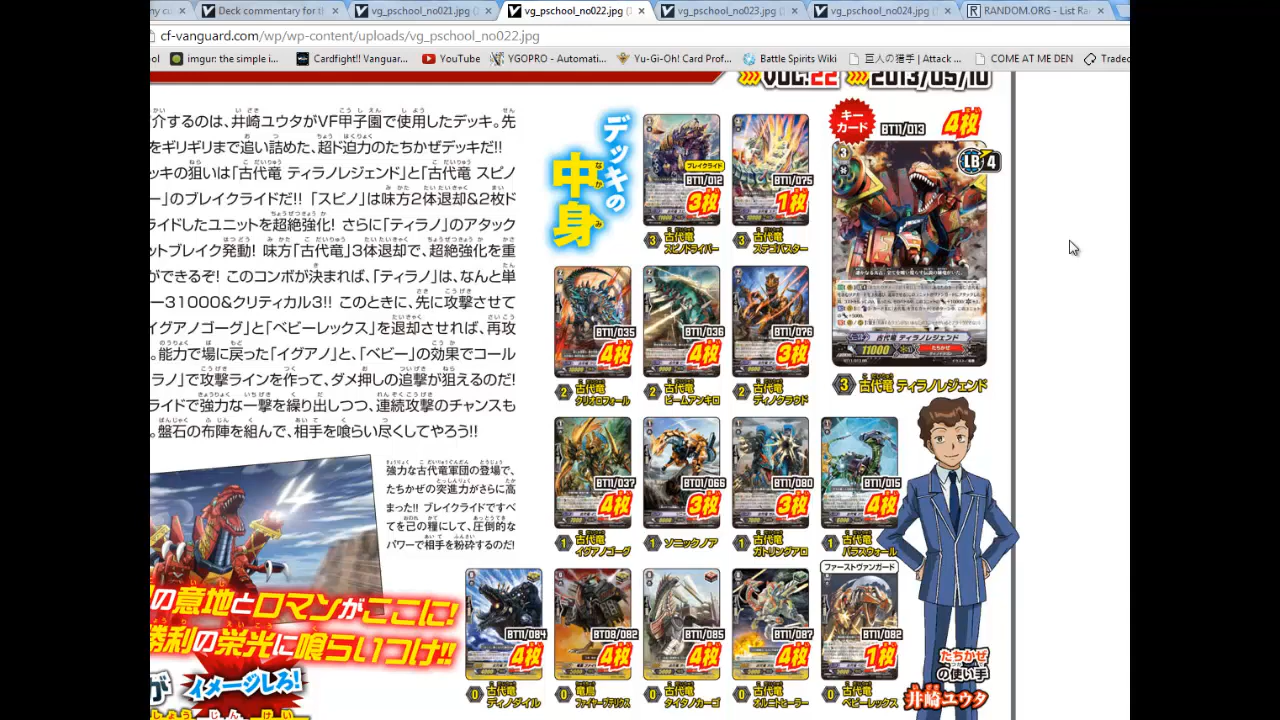 Deck commentary for th
vg_pschool_no021.jpg (2
vg_pschool_no022.jpg (1
vg_pschool_no023.jpg (7
vg_pschool_no024.jpg (
RANDOM.ORG - List Ra
cf-vanguard.com/wp/wp-content/uploads/vg_pschool_no022.jpg
imgur: the simple i...
Cardfight!! Vanguar...
YouTube
YGOPRO - Automati...
Yu-Gi-Oh! Card Prof...
Battle Spirits Wiki
巨人の猎手 | Attack ...
COME AT ME DEN
Tradec
VOL.22 2013/05/10
介するのは、井崎ユウタがVF甲子園で使用したデッキ。先
をギリギリまで追い詰めた、超ド迫力のたちかぜデッキだ!!
ッキの狙いは「古代竜 ティラノレジェンド」と「古代竜 スピノ
ー」のブレイクライドだ!! 「スピノ」は味方2体退却&2枚ド
ライドしたユニットを超絶強化! さらに「ティラノ」のアタック
ットブレイク発動! 味方「古代竜」3体退却で、超絶強化を重
ができるぞ! このコンボが決まれば、「ティラノ」は、なんと単
ー31000&クリティカル3!! このときに、先に攻撃させて
イグアノゴーグ」と「ベビーレックス」を退却させれば、再攻
。能力で場に戻った「イグアノ」と、「ベビー」の効果でコール
ラノ」で攻撃ラインを作って、ダメ押しの追撃が狙えるのだ!
ライドで強力な一撃を繰り出しつつ、連続攻撃のチャンスも
。盤石の布陣を組んで、相手を喰らい尽くしてやろう!!
強力な古代竜軍団の登場で、
たちかぜの突進力がさらに高
まった!! ブレイクライドですべ
てを己の糧にして、圧倒的な
パワーで相手を粉砕するのだ!
の意地とロマンがここに!
勝利の栄光に喰らいつけ!!
が イメージしろ!
デッキの
中身
ブレイクライド
BT11/012 3枚
3 古代竜 スピノドライバー
BT11/075 1枚
3 古代竜 ステゴバスター
キーカード
BT11/013 4枚
LB 4
古代竜 ティラノレジェンド
11000
3 古代竜 ティラノレジェンド
BT11/035 4枚
2 古代竜 クリオロフォール
BT11/036 4枚
2 古代竜 ビームアンキロ
BT11/076 3枚
2 古代竜 ディノクラウド
BT11/037 4枚
1 古代竜 イグアノゴーグ
BT01/066 3枚
1 ソニックノア
BT11/080 3枚
1 古代竜 ガトリングアロ
BT11/015 4枚
1 古代竜 パラスウォール
BT11/084 4枚
0 古代竜 ディノダイル
BT08/082 4枚
0 竜鳥 ファイヤープテリクス
BT11/085 4枚
0 古代竜 タイタノカーゴ
BT11/087 4枚
0 古代竜 オルニトヒーラー
ファーストヴァンガード
BT11/082 1枚
0 古代竜 ベビーレックス
たちかぜ
の使い手
井崎ユウタ